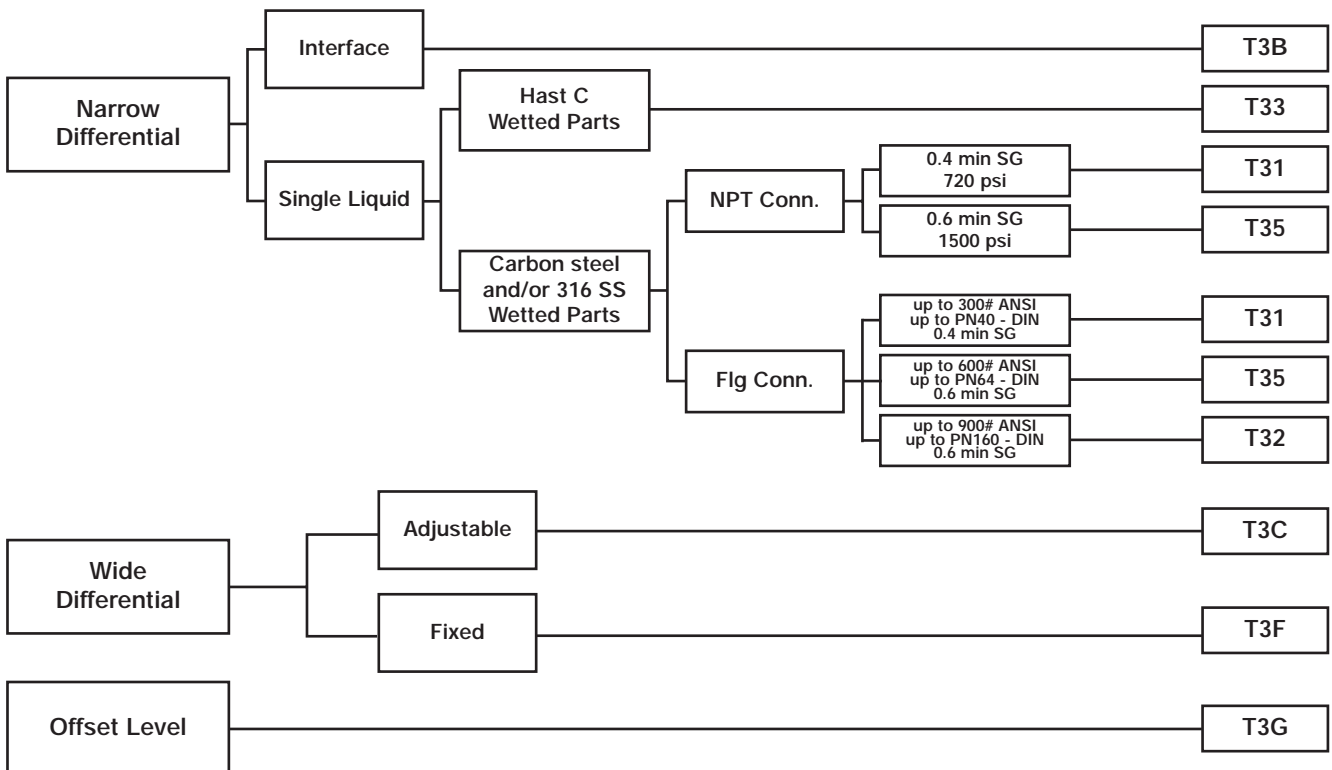 Narrow
Differential
Interface
T3B
Single Liquid
Hast C
Wetted Parts
T33
Carbon steel
and/or 316 SS
Wetted Parts
NPT Conn.
0.4 min SG
720 psi
T31
0.6 min SG
1500 psi
T35
Flg Conn.
up to 300# ANSI
up to PN40 - DIN
0.4 min SG
T31
up to 600# ANSI
up to PN64 - DIN
0.6 min SG
T35
up to 900# ANSI
up to PN160 - DIN
0.6 min SG
T32
Wide
Differential
Adjustable
T3C
Fixed
T3F
Offset Level
T3G